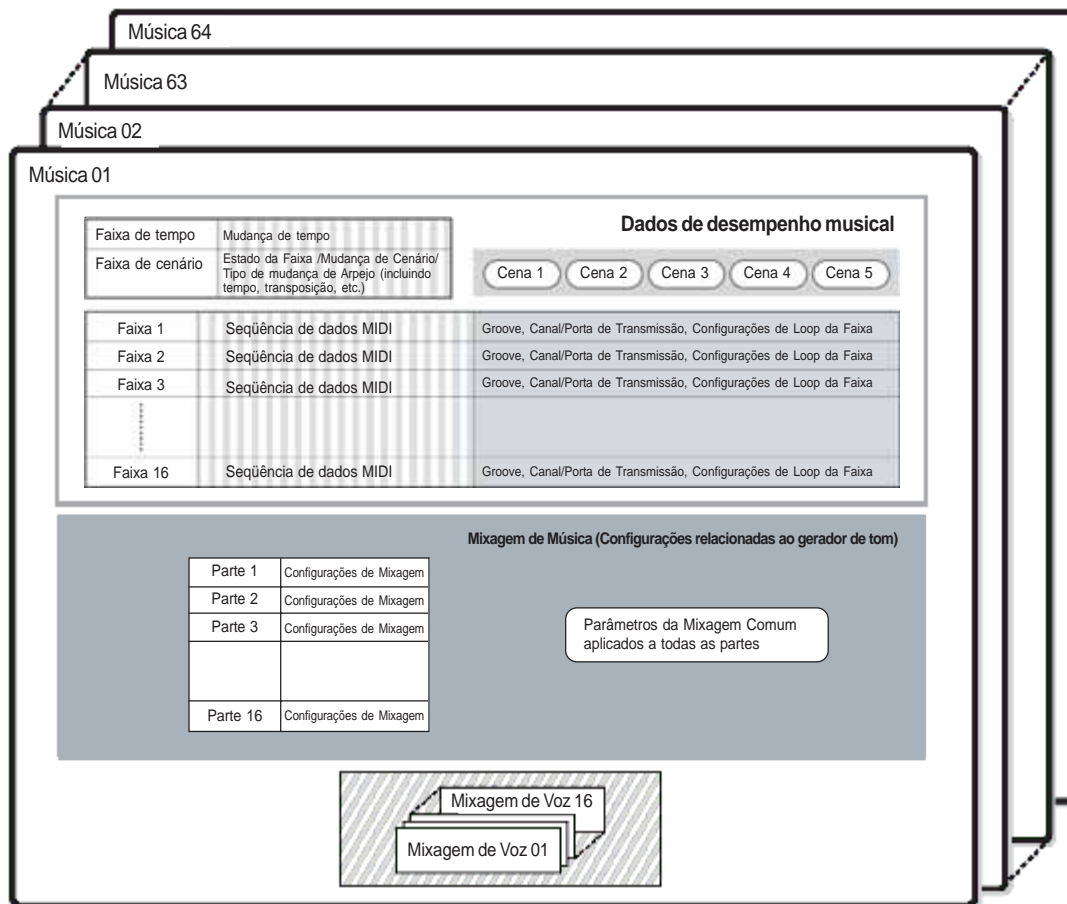 Música 64
Música 63
Música 02
Música 01
Dados de desempenho musical
Faixa de tempo Mudança de tempo
Faixa de cenário Estado da Faixa /Mudança de Cenário/
Tipo de mudança de Arpejo (incluindo
tempo, transposição, etc.)
Cena 1 Cena 2 Cena 3 Cena 4 Cena 5
Faixa 1 Seqüência de dados MIDI Groove, Canal/Porta de Transmissão, Configurações de Loop da Faixa
Faixa 2 Seqüência de dados MIDI Groove, Canal/Porta de Transmissão, Configurações de Loop da Faixa
Faixa 3 Seqüência de dados MIDI Groove, Canal/Porta de Transmissão, Configurações de Loop da Faixa
Faixa 16 Seqüência de dados MIDI Groove, Canal/Porta de Transmissão, Configurações de Loop da Faixa
Mixagem de Música (Configurações relacionadas ao gerador de tom)
Parte 1 Configurações de Mixagem
Parte 2 Configurações de Mixagem
Parte 3 Configurações de Mixagem
Parte 16 Configurações de Mixagem
Parâmetros da Mixagem Comum
aplicados a todas as partes
Mixagem de Voz 16
Mixagem de Voz 01